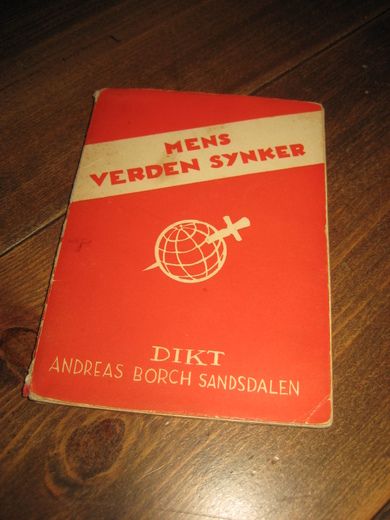 MENS
VERDEN SYNKER
DIKT
ANDREAS BORCH SANDSDALEN